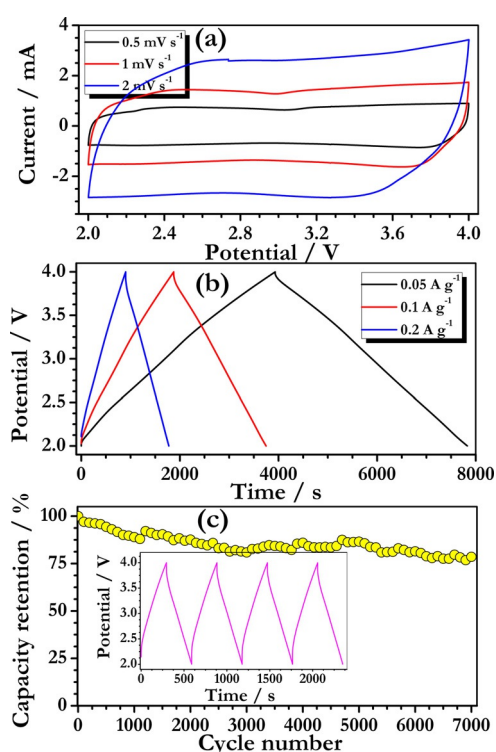 (a)
0.5 mV s⁻¹
1 mV s⁻¹
2 mV s⁻¹
Current / mA
4
2
0
-2
2.0 2.4 2.8 3.2 3.6 4.0
Potential / V
(b)
0.05 A g⁻¹
0.1 A g⁻¹
0.2 A g⁻¹
Potential / V
4.0
3.5
3.0
2.5
2.0
0 2000 4000 6000 8000
Time / s
(c)
Capacity retention / %
100
75
50
25
0
Potential / V
4.0
3.5
3.0
2.5
2.0
0 500 1000 1500 2000
Time / s
0 1000 2000 3000 4000 5000 6000 7000
Cycle number